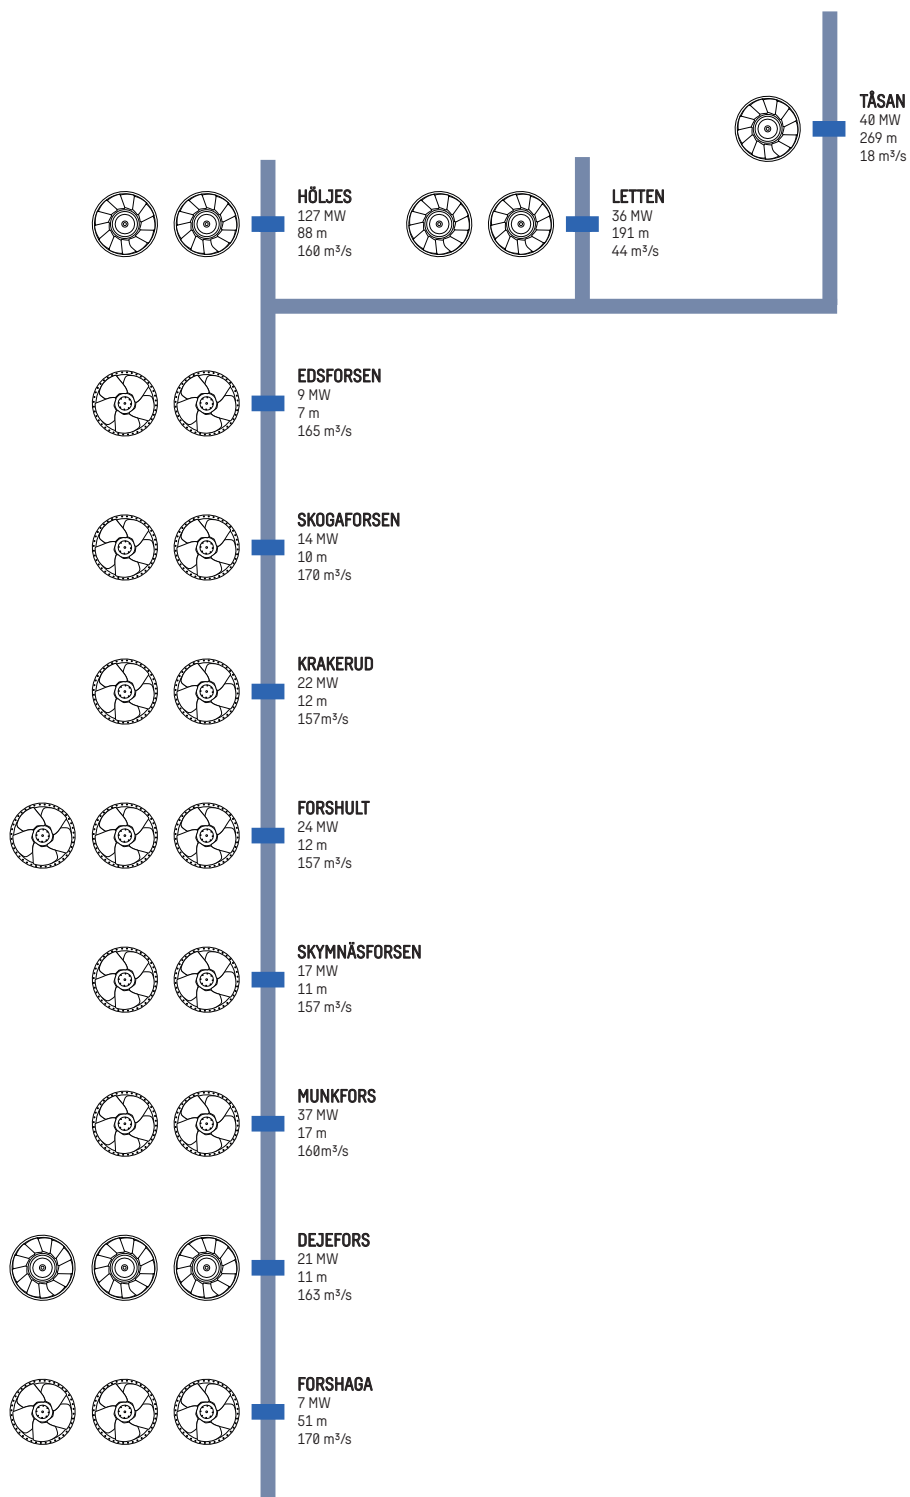 TÅSAN
40 MW
269 m
18 m³/s
HÖLJES
127 MW
88 m
160 m³/s
LETTEN
36 MW
191 m
44 m³/s
EDSFORSEN
9 MW
7 m
165 m³/s
SKOGAFORSEN
14 MW
10 m
170 m³/s
KRAKERUD
22 MW
12 m
157m³/s
FORSHULT
24 MW
12 m
157 m³/s
SKYMNÄSFORSEN
17 MW
11 m
157 m³/s
MUNKFORS
37 MW
17 m
160m³/s
DEJEFORS
21 MW
11 m
163 m³/s
FORSHAGA
7 MW
51 m
170 m³/s